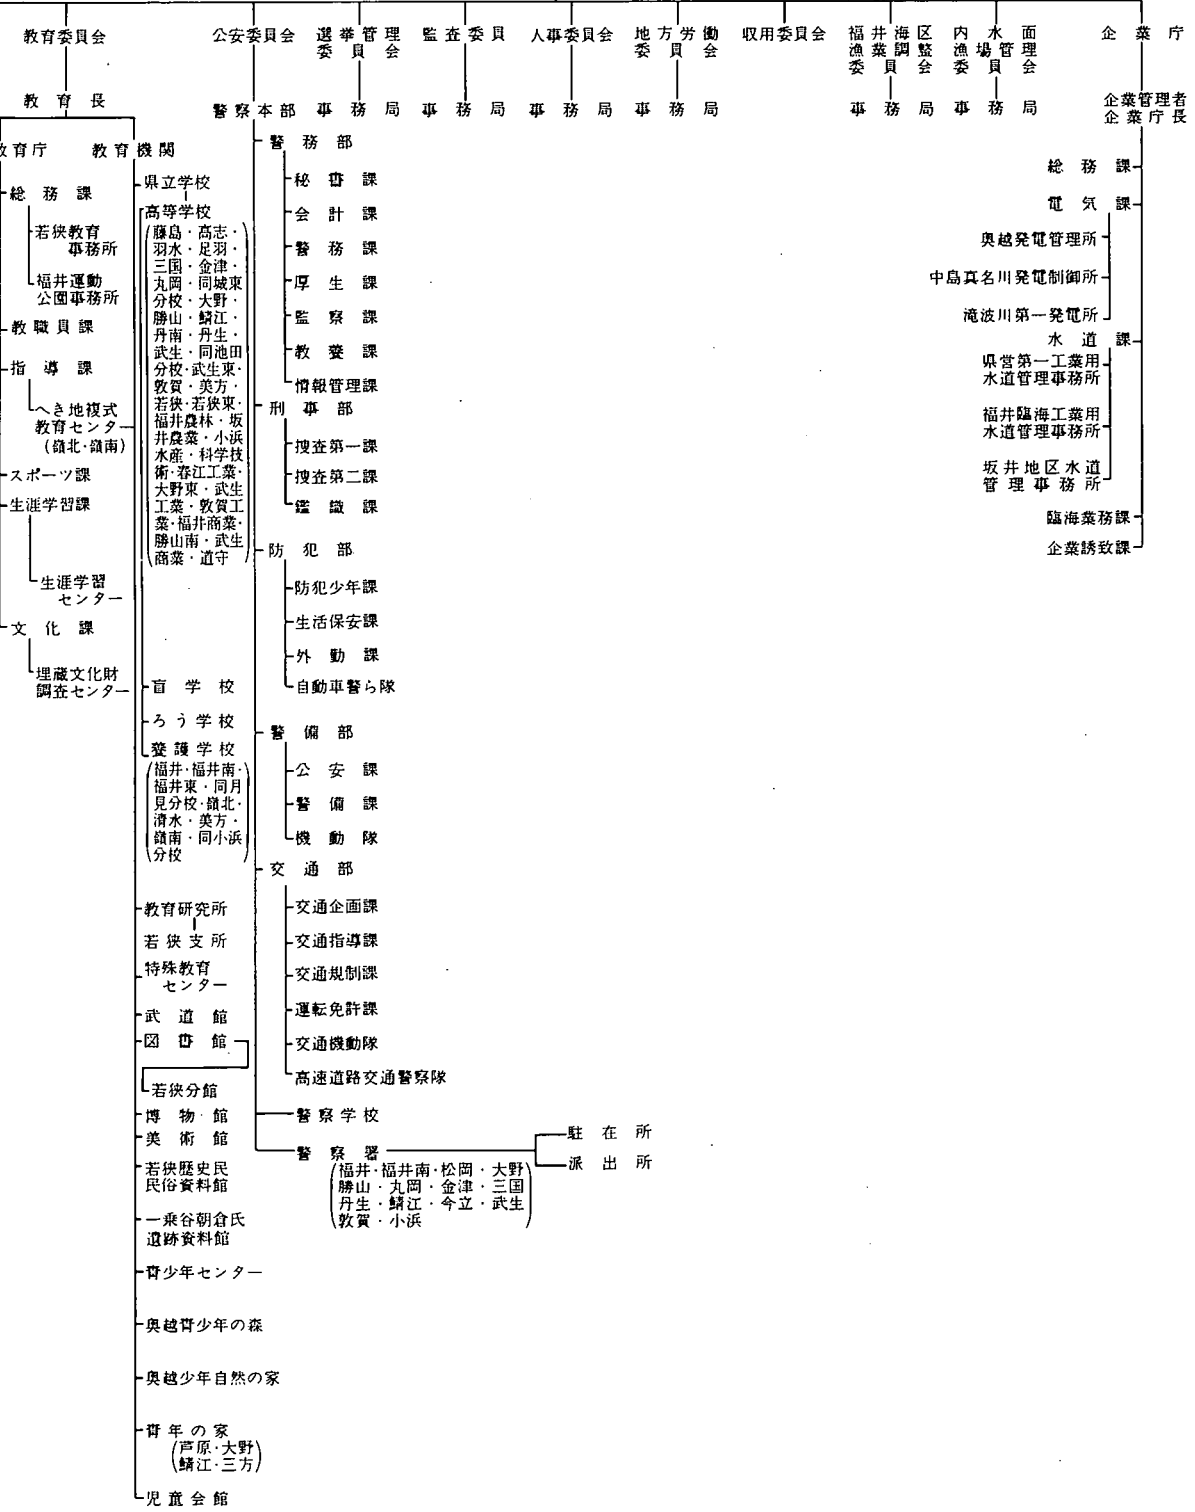 教育委員会
教育長
教育庁
総務課
若狭教育
事務所
福井運動
公園事務所
教職員課
指導課
へき地複式
教育センター
(嶺北・嶺南)
スポーツ課
生涯学習課
生涯学習
センター
文化課
埋蔵文化財
調査センター
教育機関
県立学校
高等学校
(藤島・高志・
羽水・足羽・
三国・金津・
丸岡・同城東
分校・大野・
勝山・鯖江・
丹南・丹生・
武生・同池田
分校・武生東・
敦賀・美方・
若狭・若狭東・
福井農林・坂
井農業・小浜
水産・科学技
術・春江工業・
大野東・武生
工業・敦賀工
業・福井商業・
勝山南・武生
商業・道守)
盲学校
ろう学校
養護学校
(福井・福井南・
福井東・同月
見分校・嶺北・
清水・美方・
嶺南・同小浜
分校)
教育研究所
若狭支所
特殊教育
センター
武道館
図書館
若狭分館
博物館
美術館
若狭歴史民
民俗資料館
一乗谷朝倉氏
遺跡資料館
青少年センター
奥越青少年の森
奥越少年自然の家
青年の家
(芦原・大野
鯖江・三方)
児童会館
公安委員会
警察本部
警務部
秘書課
会計課
警務課
厚生課
監察課
教養課
情報管理課
刑事部
捜査第一課
捜査第二課
鑑識課
防犯部
防犯少年課
生活保安課
外勤課
自動車警ら隊
警備部
公安課
警備課
機動隊
交通部
交通企画課
交通指導課
交通規制課
運転免許課
交通機動隊
高速道路交通警察隊
警察学校
警察署
(福井・福井南・松岡・大野
勝山・丸岡・金津・三国
丹生・鯖江・今立・武生
敦賀・小浜)
駐在所
派出所
選挙管理
委員会
事務局
監査委員
事務局
人事委員会
事務局
地方労働
委員会
事務局
収用委員会
福井海区
漁業調整
委員会
事務局
内水面
漁場管理
委員会
事務局
企業庁
企業管理者
企業庁長
総務課
電気課
奥越発電管理所
中島真名川発電制御所
滝波川第一発電所
水道課
県営第一工業用
水道管理事務所
福井臨海工業用
水道管理事務所
坂井地区水道
管理事務所
臨海業務課
企業誘致課